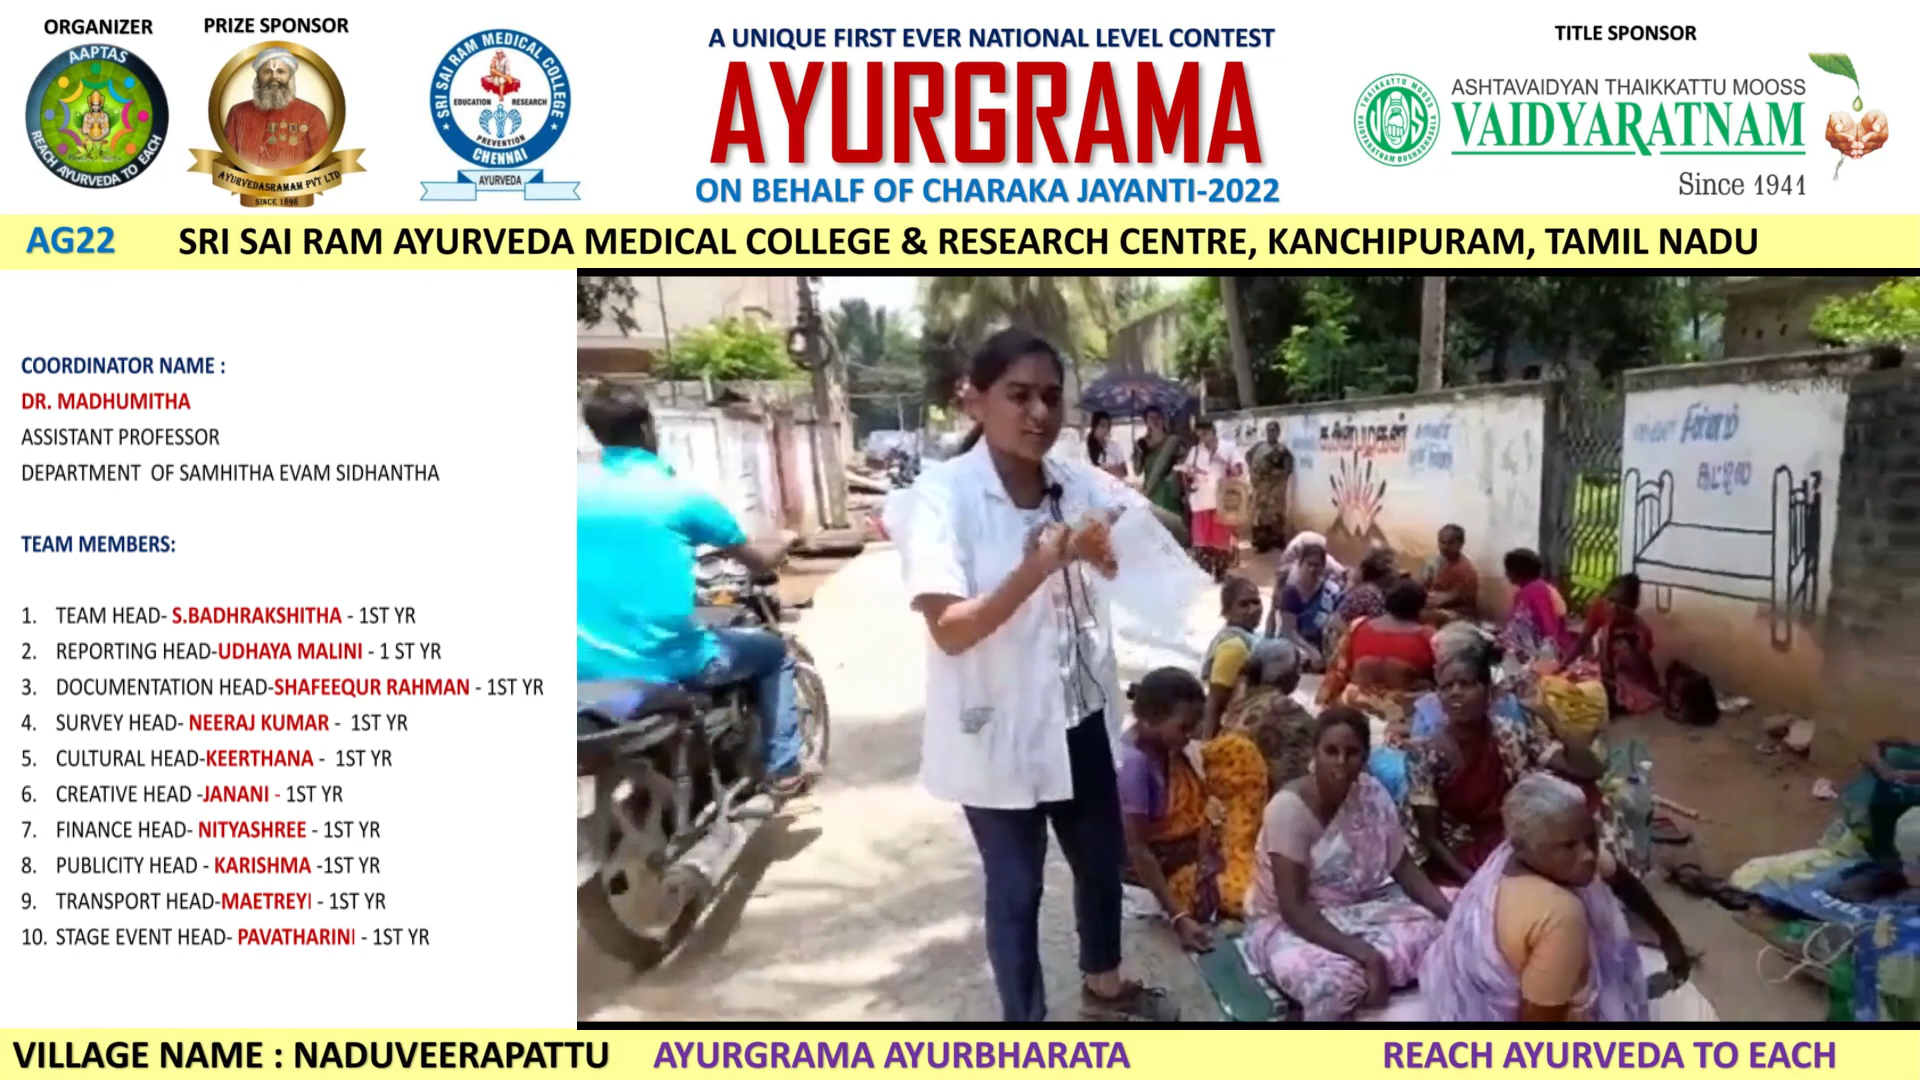 ORGANIZER
PRIZE SPONSOR
AAPTAS
REACH AYURVEDA TO EACH
AYURVEDASRAMAM PVT LTD
SINCE 1898
SRI SAI RAM MEDICAL COLLEGE
EDUCATION RESEARCH
PREVENTION
CHENNAI
AYURVEDA
A UNIQUE FIRST EVER NATIONAL LEVEL CONTEST
AYURGRAMA
ON BEHALF OF CHARAKA JAYANTI-2022
TITLE SPONSOR
THAIKKATTU MOOSS
VAIDYARATNAM OUSHADHASALA
ASHTAVAIDYAN THAIKKATTU MOOSS
VAIDYARATNAM
Since 1941
AG22 SRI SAI RAM AYURVEDA MEDICAL COLLEGE & RESEARCH CENTRE, KANCHIPURAM, TAMIL NADU
COORDINATOR NAME :
DR. MADHUMITHA
ASSISTANT PROFESSOR
DEPARTMENT OF SAMHITHA EVAM SIDHANTHA
TEAM MEMBERS:
1. TEAM HEAD- S.BADHRAKSHITHA - 1ST YR
2. REPORTING HEAD-UDHAYA MALINI - 1 ST YR
3. DOCUMENTATION HEAD-SHAFEEQUR RAHMAN - 1ST YR
4. SURVEY HEAD- NEERAJ KUMAR - 1ST YR
5. CULTURAL HEAD-KEERTHANA - 1ST YR
6. CREATIVE HEAD -JANANI - 1ST YR
7. FINANCE HEAD- NITYASHREE - 1ST YR
8. PUBLICITY HEAD - KARISHMA -1ST YR
9. TRANSPORT HEAD-MAETREYI - 1ST YR
10. STAGE EVENT HEAD- PAVATHARINI - 1ST YR
சின்னம்
கட்டில்
VILLAGE NAME : NADUVEERAPATTU AYURGRAMA AYURBHARATA REACH AYURVEDA TO EACH